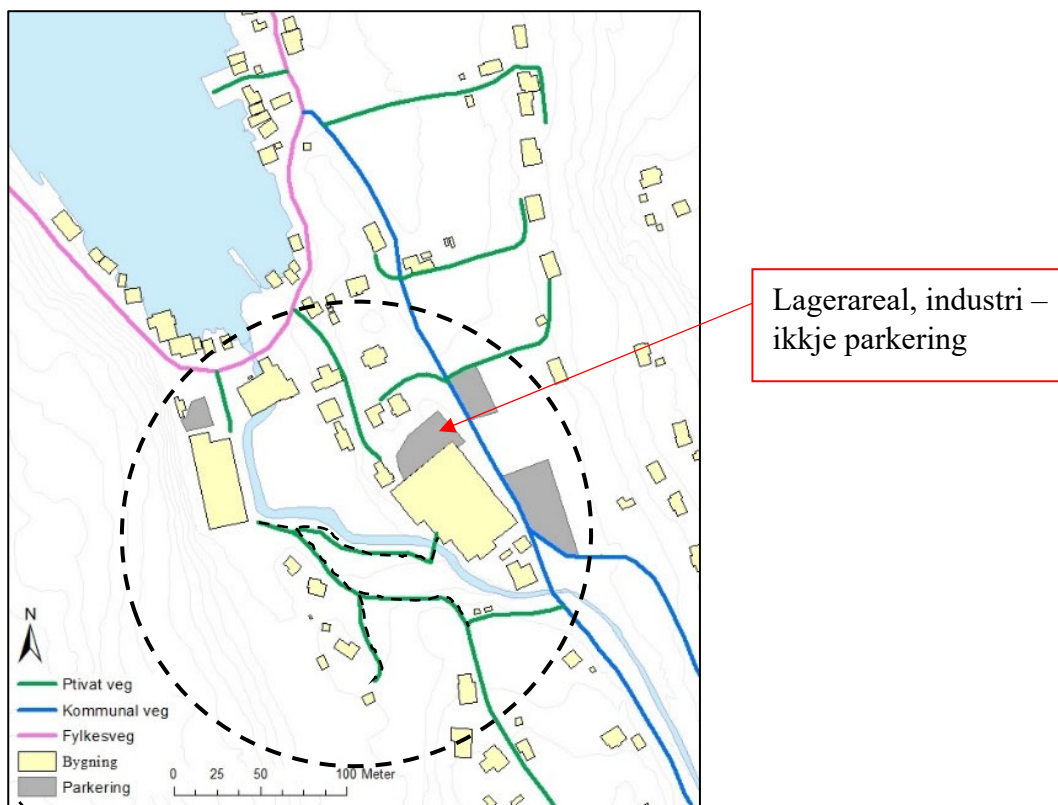 Lagerareal, industri –
ikkje parkering
N
Ptivat veg
Kommunal veg
Fylkesveg
Bygning
Parkering
0 25 50 100 Meter